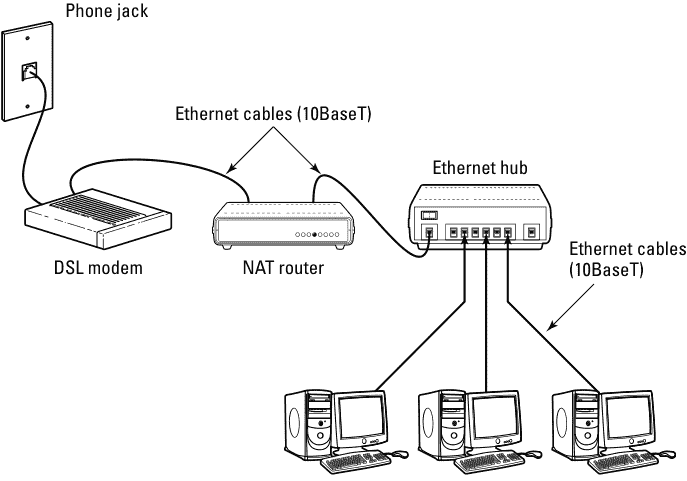 Phone jack
Ethernet cables (10BaseT)
Ethernet hub
Ethernet cables
(10BaseT)
DSL modem
NAT router